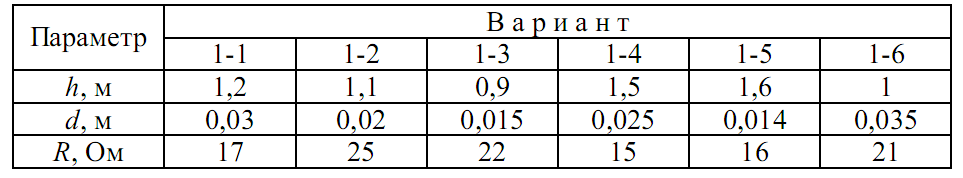 Параметр В а р и а н т
1-1 1-2 1-3 1-4 1-5 1-6
h, м 1,2 1,1 0,9 1,5 1,6 1
d, м 0,03 0,02 0,015 0,025 0,014 0,035
R, Ом 17 25 22 15 16 21